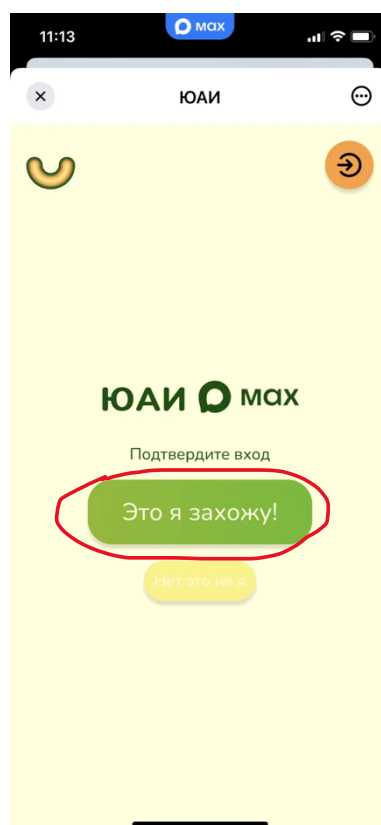 11:13
max
ЮАИ
ЮАИ max
Подтвердите вход
Это я захожу!
Нет это не я